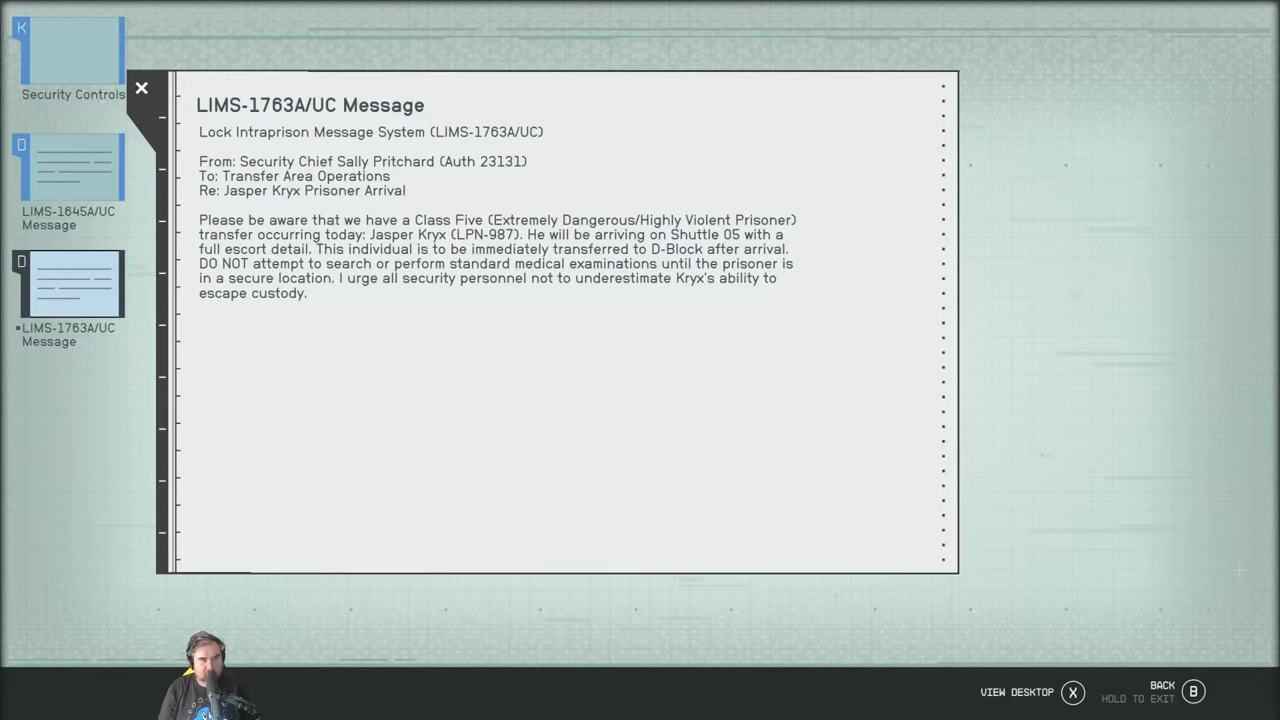 K
Security Controls
D
LIMS-1645A/UC
Message
D
LIMS-1763A/UC
Message
LIMS-1763A/UC Message
Lock Intraprison Message System (LIMS-1763A/UC)
From: Security Chief Sally Pritchard (Auth 23131)
To: Transfer Area Operations
Re: Jasper Kryx Prisoner Arrival
Please be aware that we have a Class Five (Extremely Dangerous/Highly Violent Prisoner)
transfer occurring today: Jasper Kryx (LPN-987). He will be arriving on Shuttle 05 with a
full escort detail. This individual is to be immediately transferred to D-Block after arrival.
DO NOT attempt to search or perform standard medical examinations until the prisoner is
in a secure location. I urge all security personnel not to underestimate Kryx's ability to
escape custody.
VIEW DESKTOP X
BACK B
HOLD TO EXIT